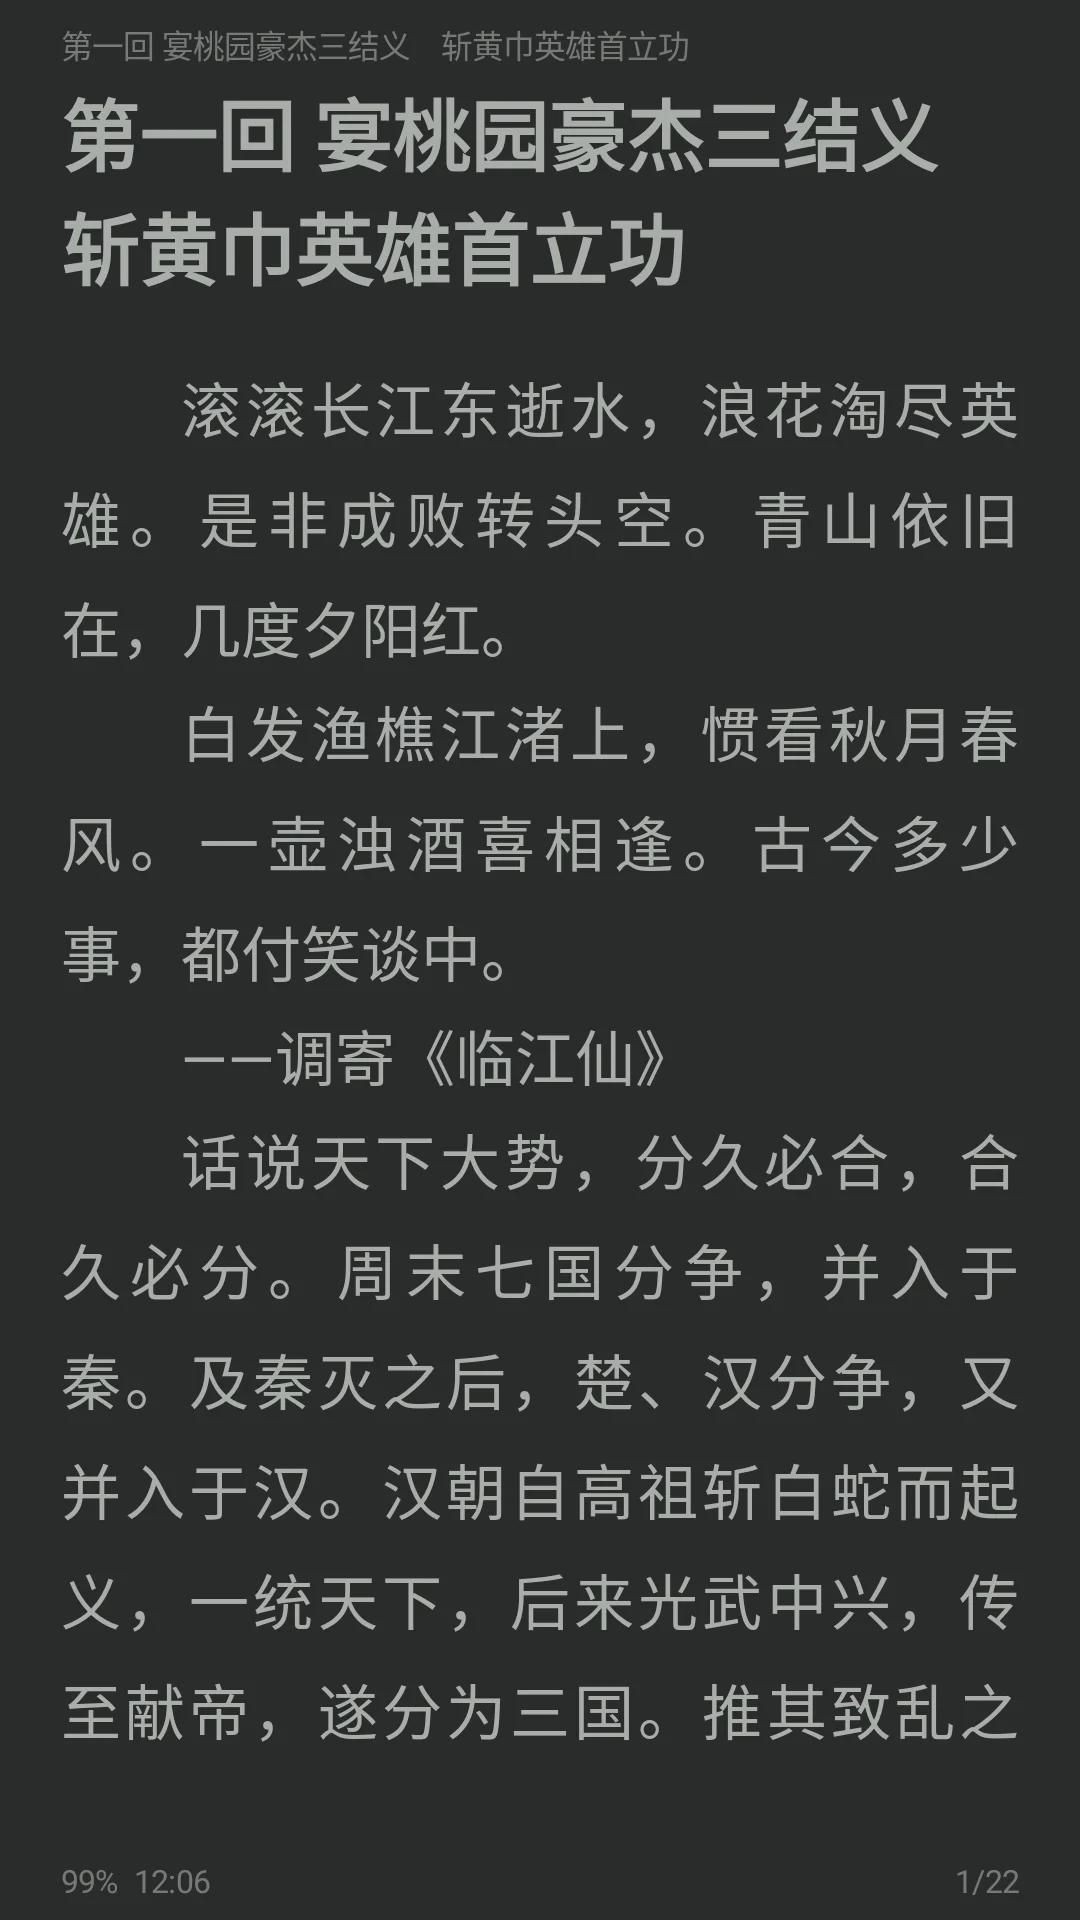 第一回 宴桃园豪杰三结义　斩黄巾英雄首立功
第一回 宴桃园豪杰三结义
斩黄巾英雄首立功
滚滚长江东逝水，浪花淘尽英
雄。是非成败转头空。青山依旧
在，几度夕阳红。
白发渔樵江渚上，惯看秋月春
风。一壶浊酒喜相逢。古今多少
事，都付笑谈中。
——调寄《临江仙》
话说天下大势，分久必合，合
久必分。周末七国分争，并入于
秦。及秦灭之后，楚、汉分争，又
并入于汉。汉朝自高祖斩白蛇而起
义，一统天下，后来光武中兴，传
至献帝，遂分为三国。推其致乱之
99% 12:06 1/22